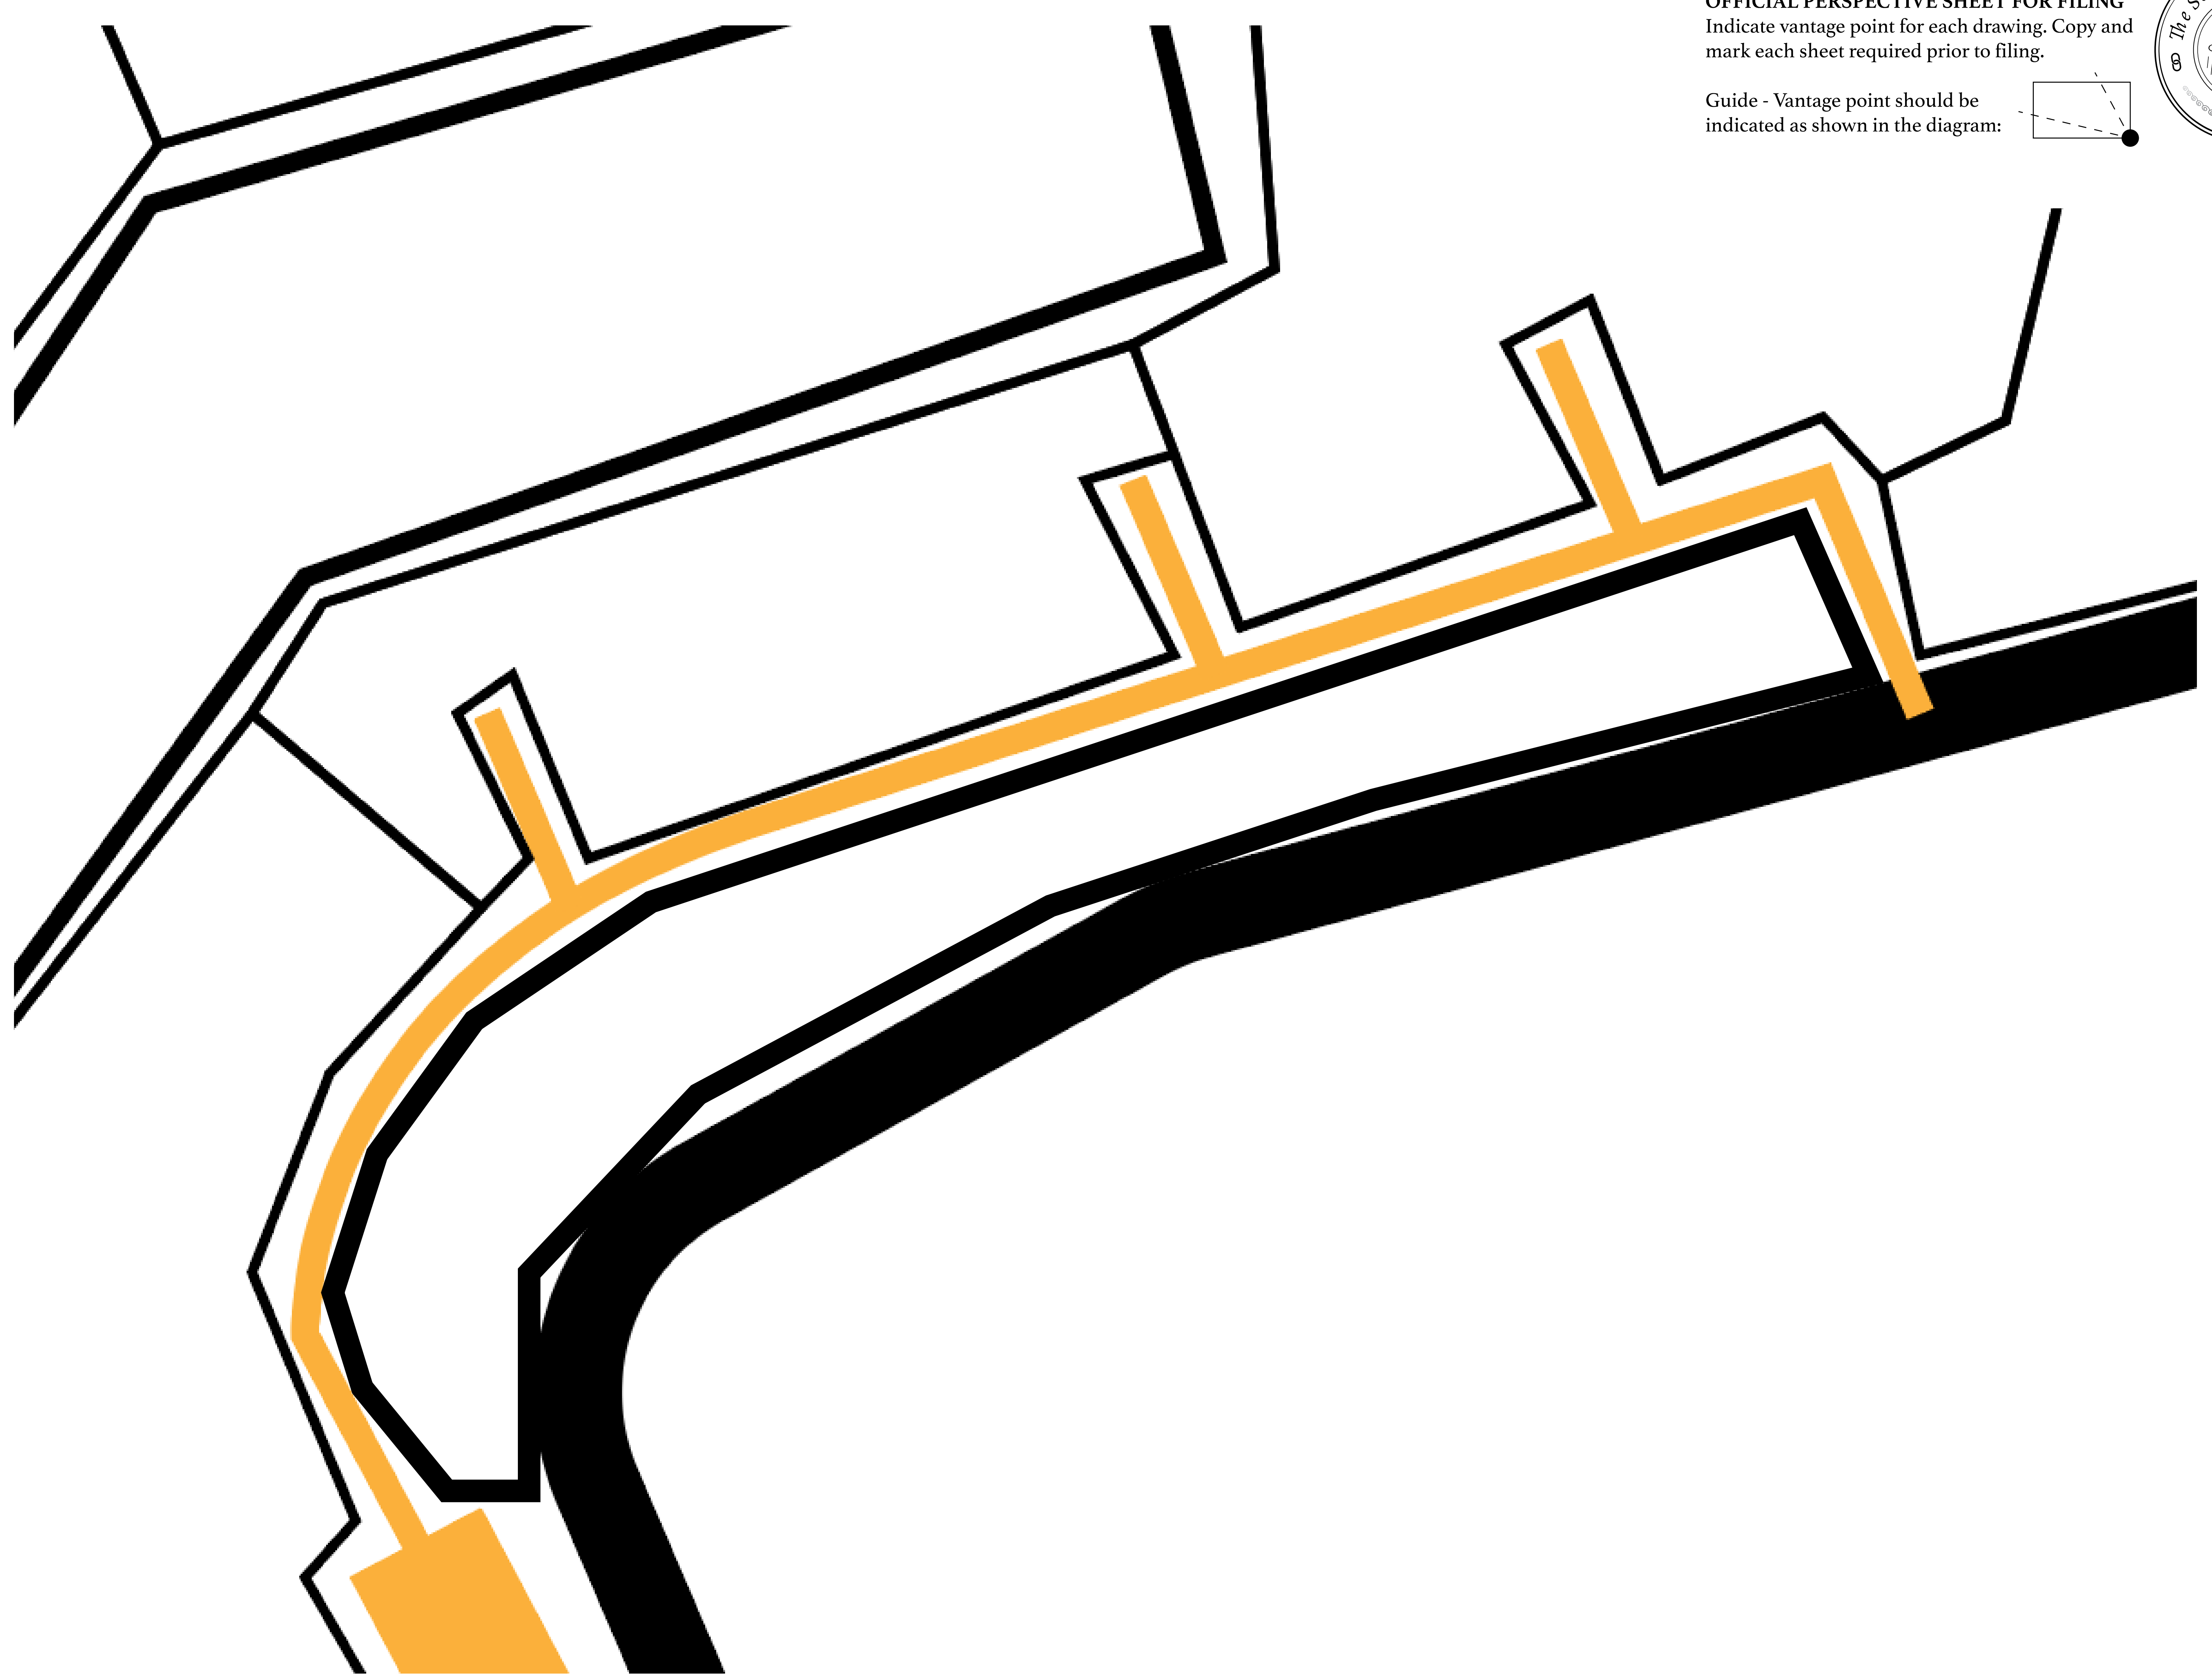 OFFICIAL PERSPECTIVE SHEET FOR FILING
Indicate vantage point for each drawing. Copy and
mark each sheet required prior to filing.
Guide - Vantage point should be
indicated as shown in the diagram:
The